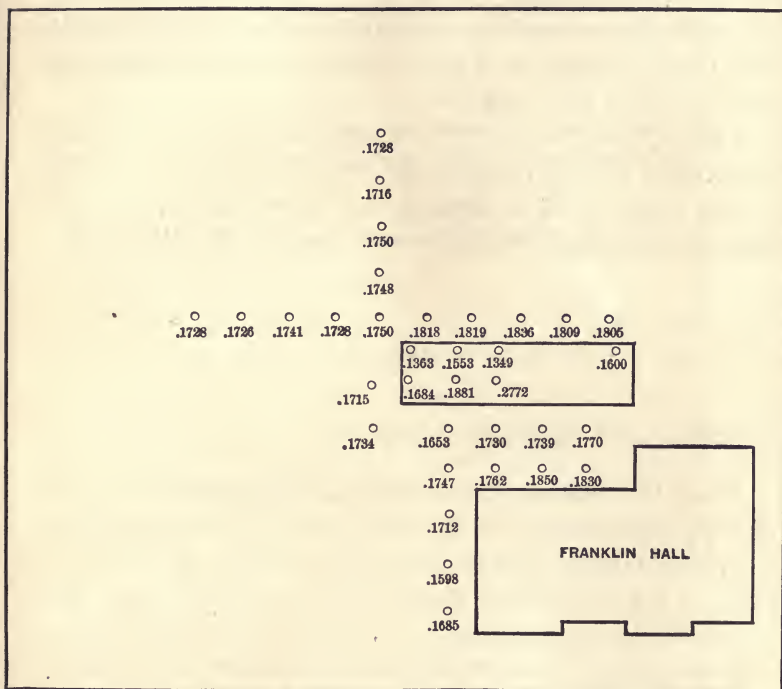 .1728
.1716
.1750
.1748
.1728 .1726 .1741 .1728 .1750 .1818 .1819 .1836 .1809 .1805
.1363 .1553 .1349 .1600
.1715 .1684 .1881 .2772
.1734 .1653 .1730 .1739 .1770
.1747 .1762 .1850 .1830
.1712
FRANKLIN HALL
.1598
.1685